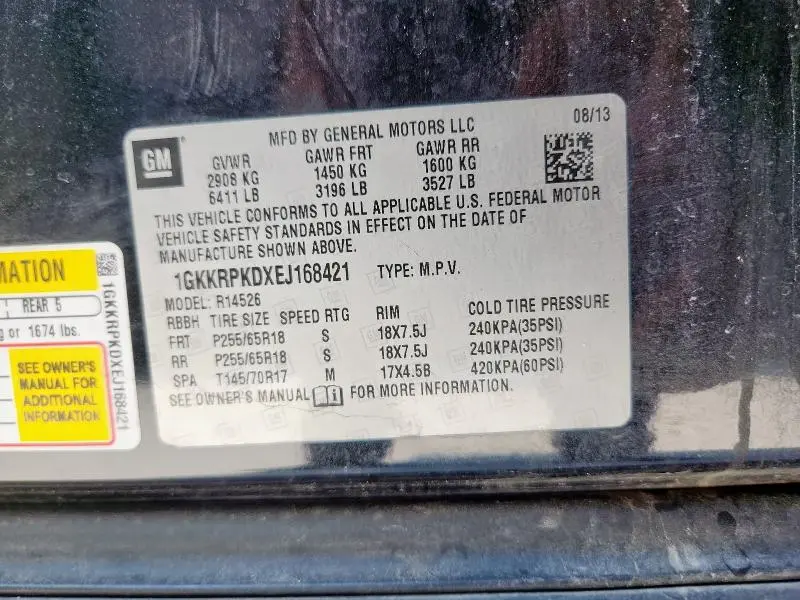 MFD BY GENERAL MOTORS LLC
08/13
GM
GVWR GAWR FRT GAWR RR
2908 KG 1450 KG 1600 KG
6411 LB 3196 LB 3527 LB
THIS VEHICLE CONFORMS TO ALL APPLICABLE U.S. FEDERAL MOTOR
VEHICLE SAFETY STANDARDS IN EFFECT ON THE DATE OF
MANUFACTURE SHOWN ABOVE.
1GKKRPKDXEJ168421 TYPE: M.P.V.
MODEL: R14526
RBBH TIRE SIZE SPEED RTG RIM COLD TIRE PRESSURE
FRT P255/65R18 S 18X7.5J 240KPA(35PSI)
RR P255/65R18 S 18X7.5J 240KPA(35PSI)
SPA T145/70R17 M 17X4.5B 420KPA(60PSI)
SEE OWNER'S MANUAL FOR MORE INFORMATION.
MATION
REAR 5
or 1674 lbs.
SEE OWNER'S
MANUAL FOR
ADDITIONAL
INFORMATION
1GKKRPKDXEJ168421